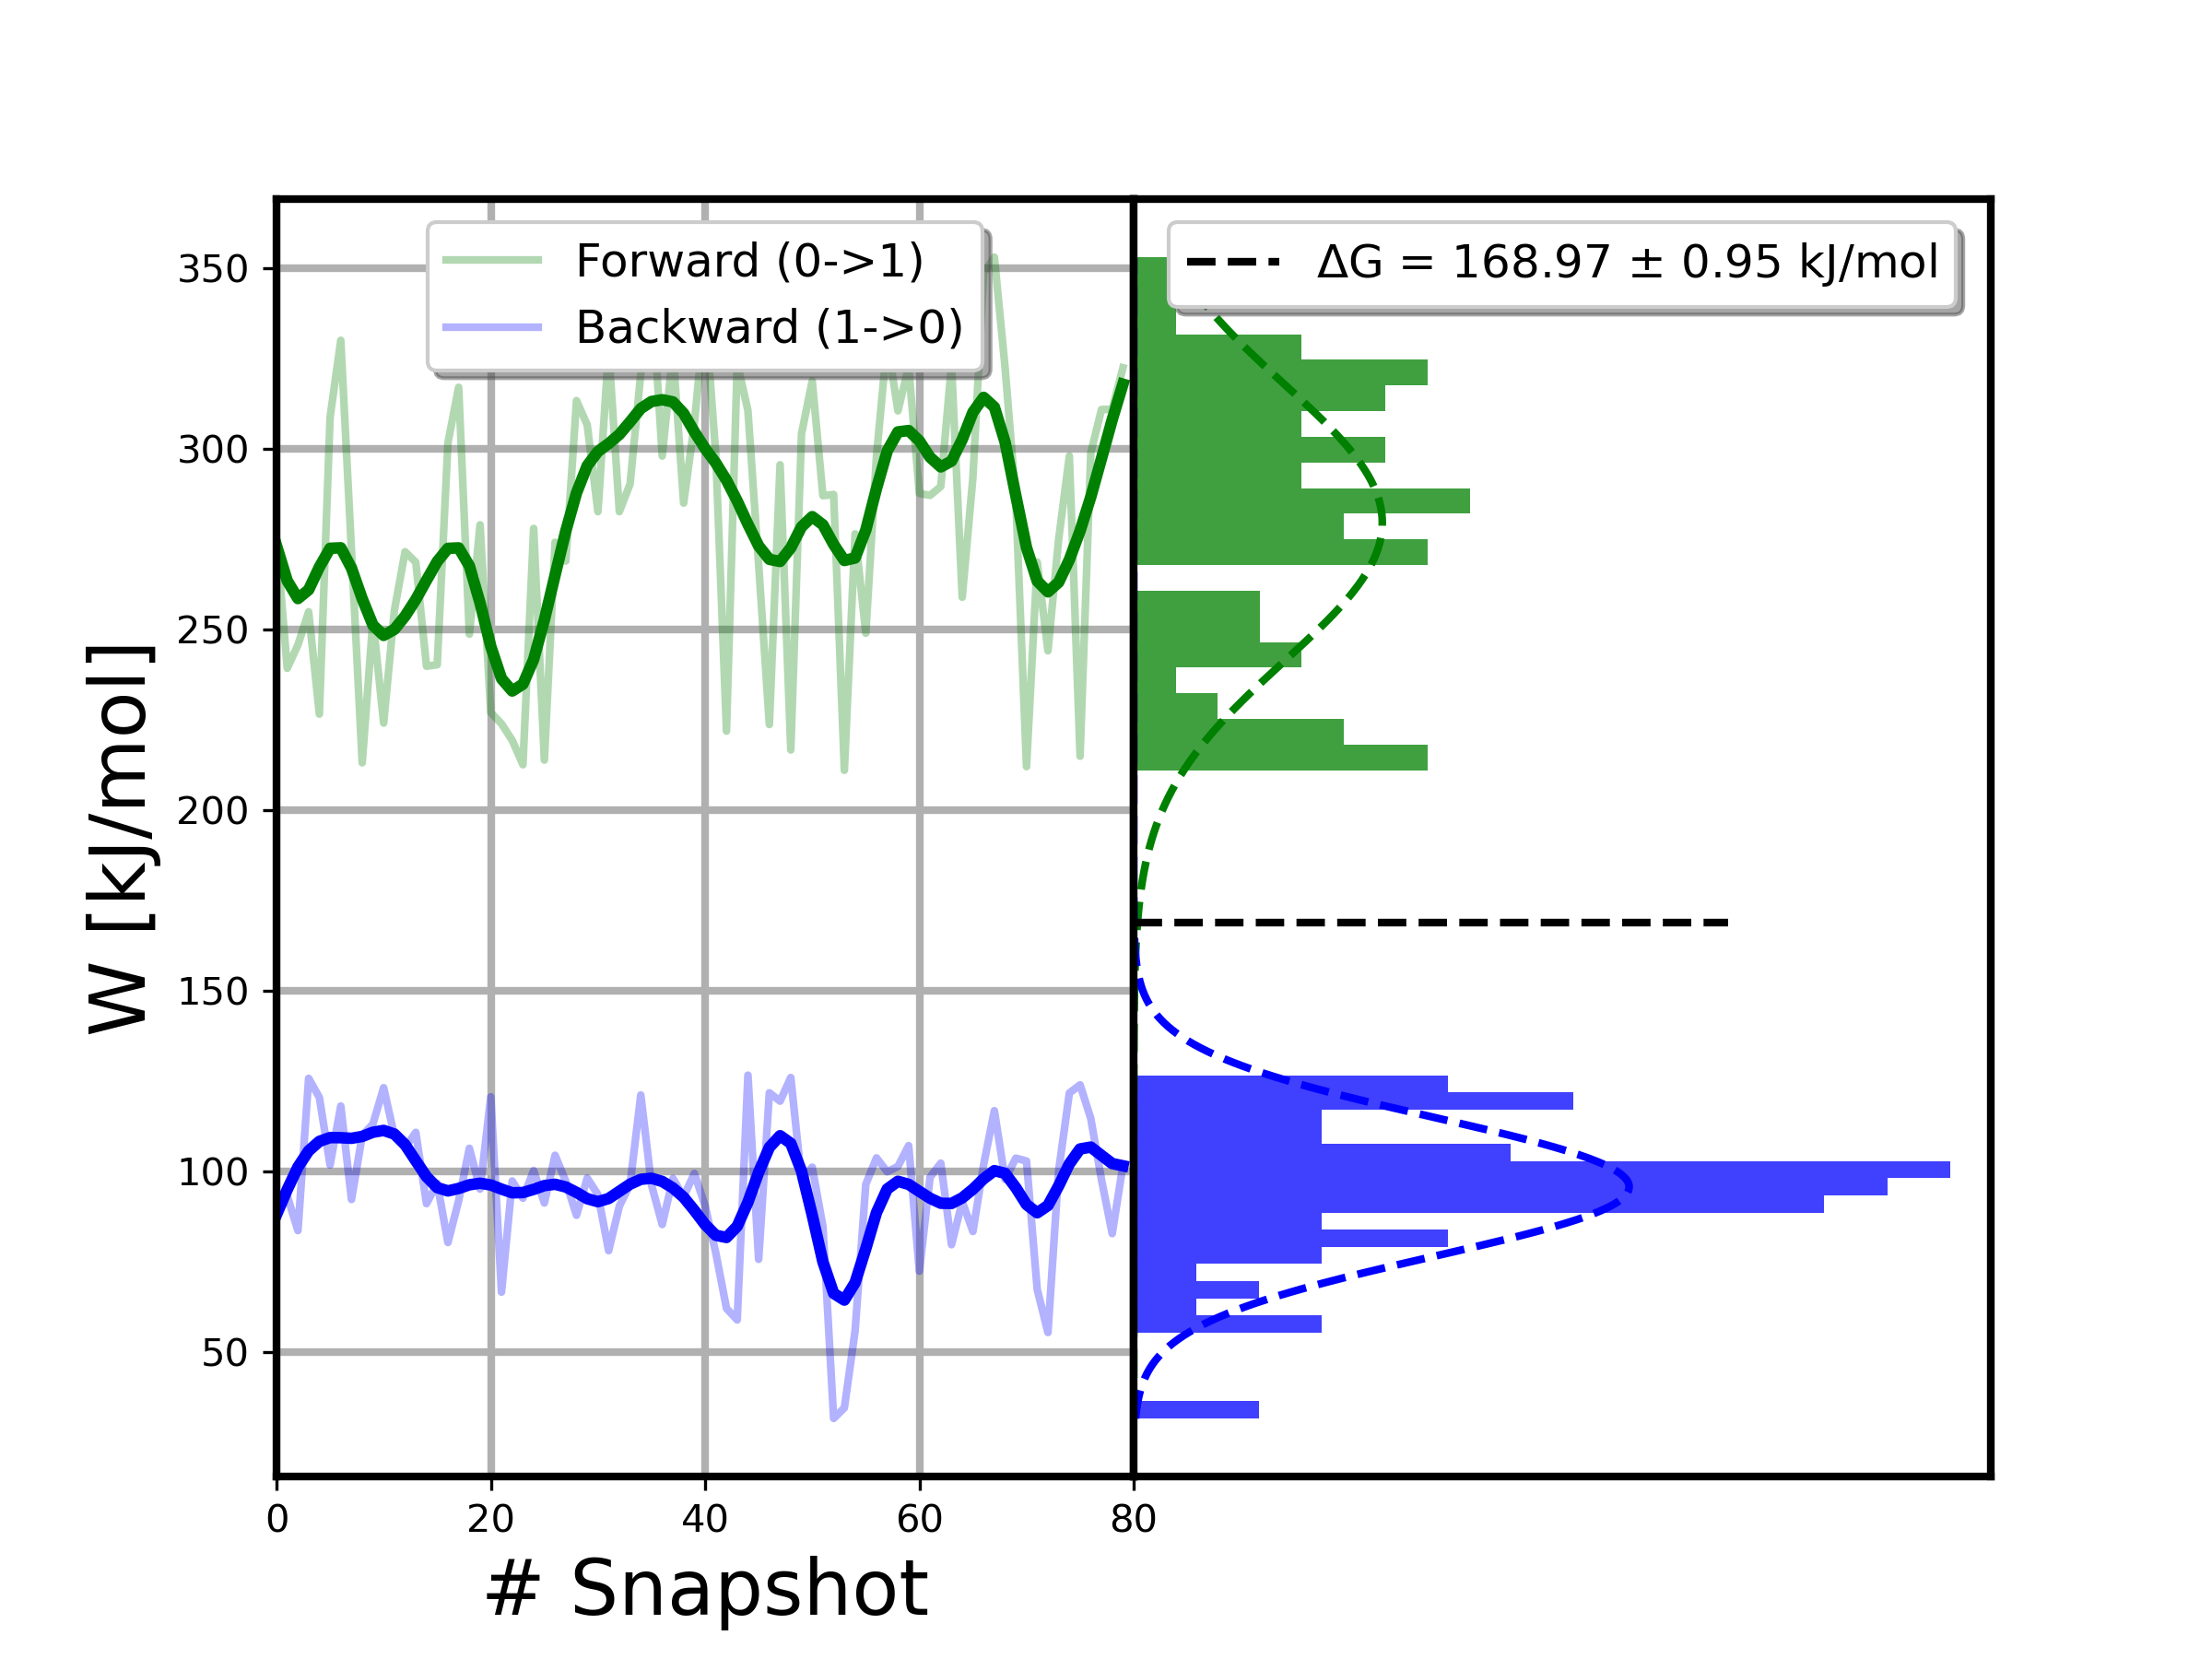 Forward (0->1)
Backward (1->0)
ΔG = 168.97 ± 0.95 kJ/mol
W [kJ/mol]
350
300
250
200
150
100
50
0 20 40 60 80
# Snapshot